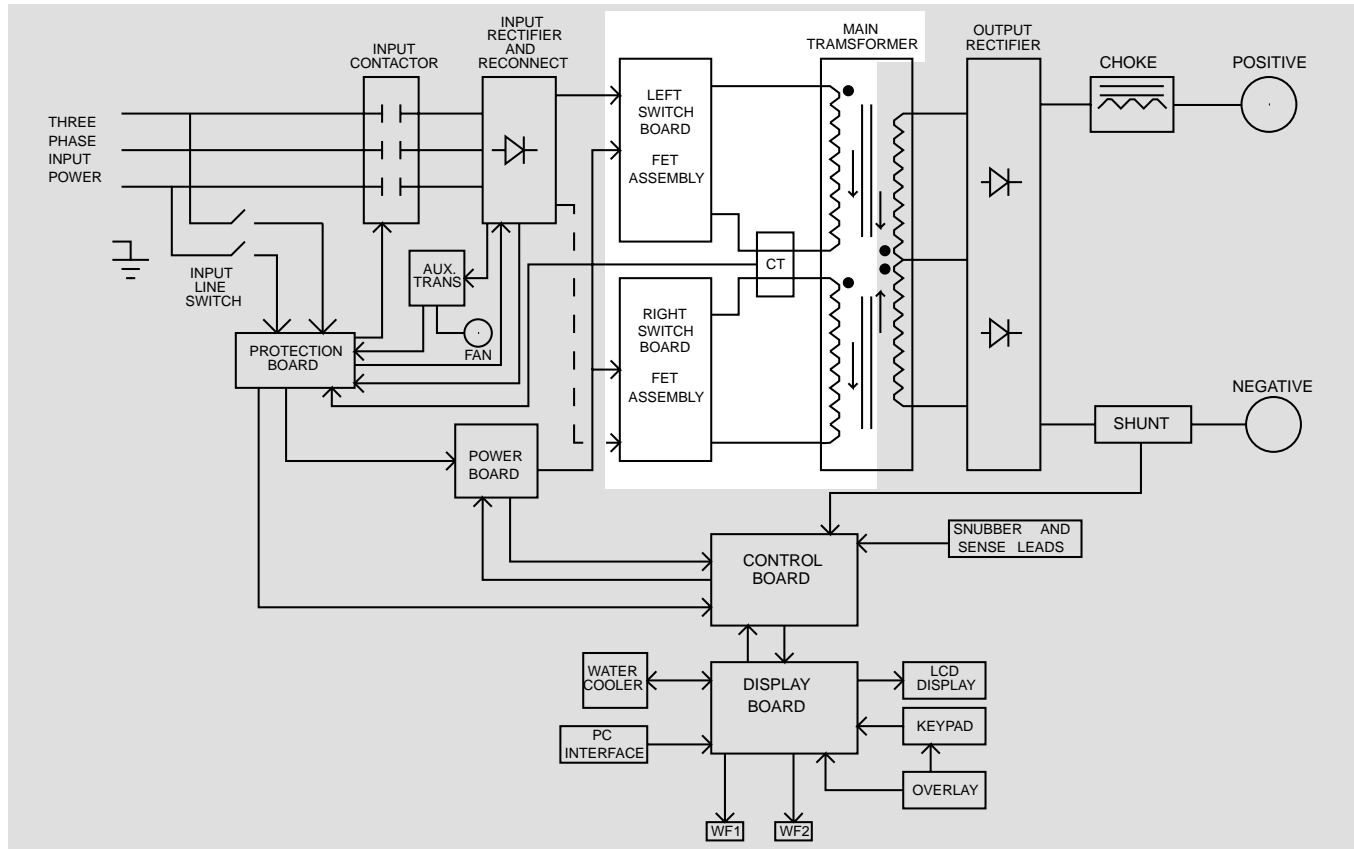 INPUT
RECTIFIER
AND
RECONNECT
INPUT
CONTACTOR
MAIN
TRAMSFORMER
OUTPUT
RECTIFIER
CHOKE
POSITIVE
THREE
PHASE
INPUT
POWER
LEFT
SWITCH
BOARD
FET
ASSEMBLY
CT
AUX.
TRANS
INPUT
LINE
SWITCH
FAN
PROTECTION
BOARD
RIGHT
SWITCH
BOARD
FET
ASSEMBLY
NEGATIVE
SHUNT
POWER
BOARD
SNUBBER AND
SENSE LEADS
CONTROL
BOARD
WATER
COOLER
DISPLAY
BOARD
LCD
DISPLAY
PC
INTERFACE
KEYPAD
OVERLAY
WF1
WF2